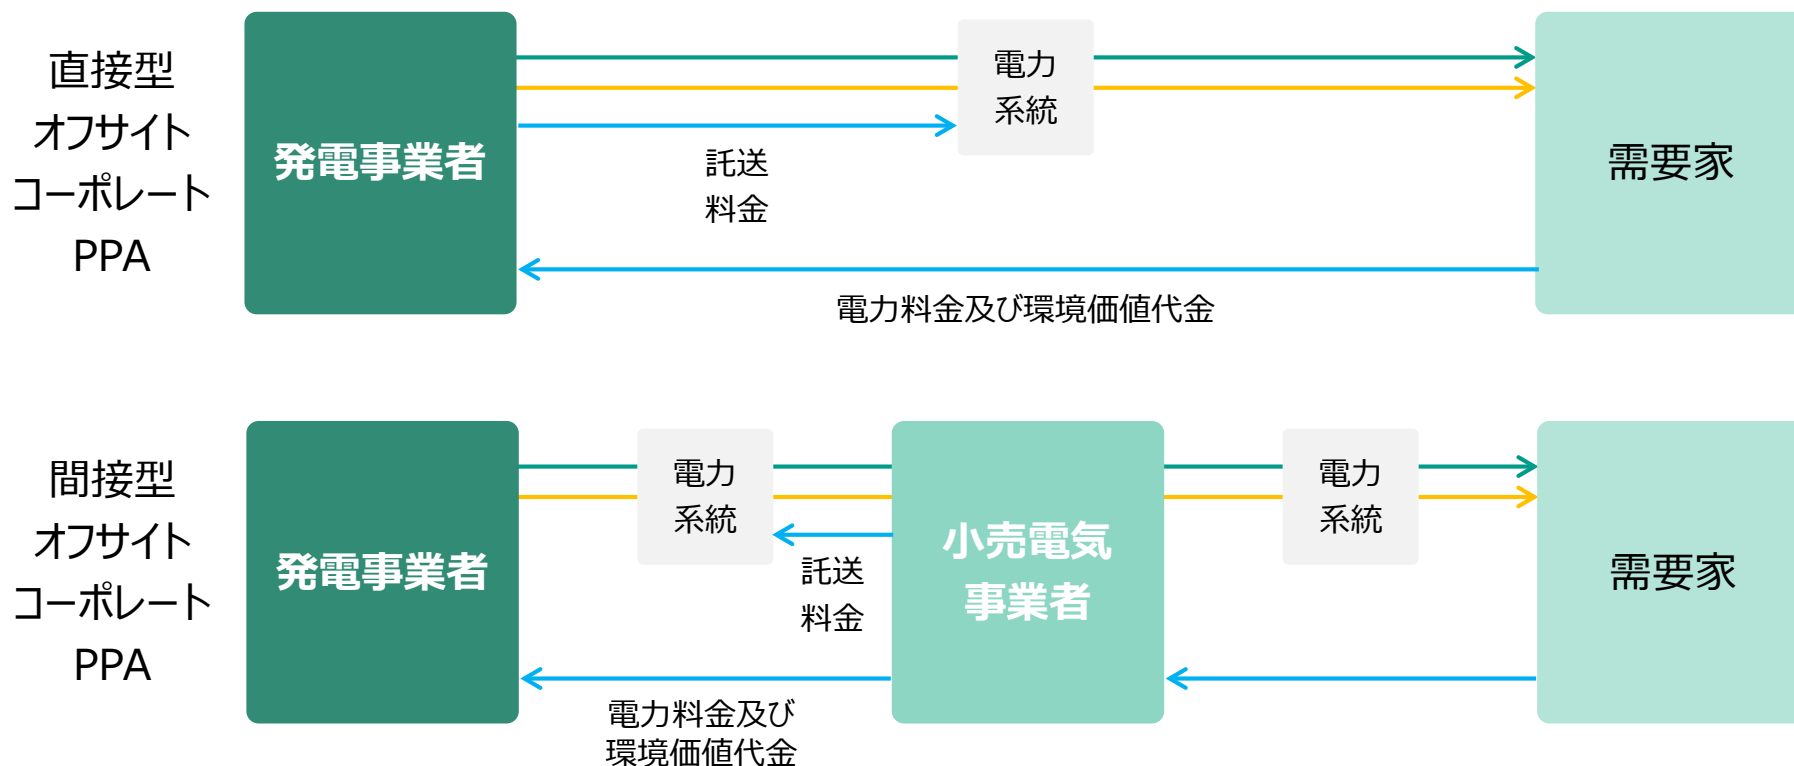 直接型
オフサイト
コーポレート
PPA
発電事業者
電力
系統
託送
料金
需要家
電力料金及び環境価値代金
間接型
オフサイト
コーポレート
PPA
発電事業者
電力
系統
託送
料金
小売電気
事業者
電力
系統
需要家
電力料金及び
環境価値代金